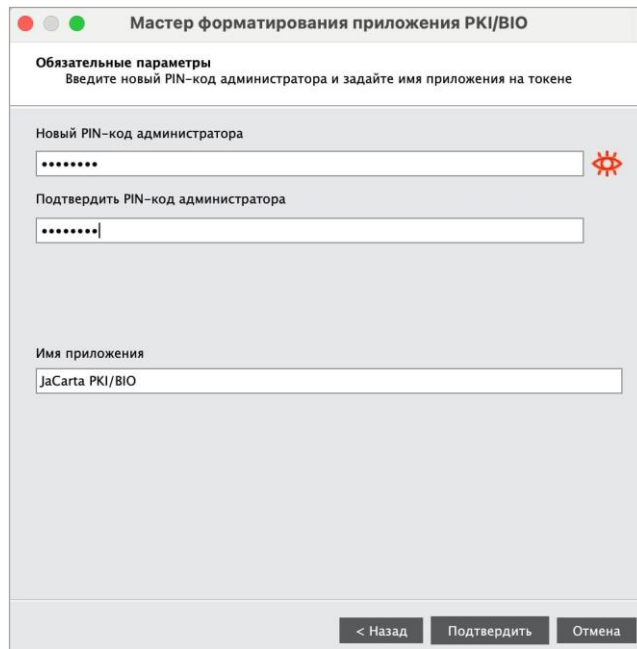 Мастер форматирования приложения PKI/BIO
Обязательные параметры
Введите новый PIN-код администратора и задайте имя приложения на токене
Новый PIN-код администратора
••••••••
Подтвердить PIN-код администратора
••••••••
Имя приложения
JaCarta PKI/BIO
< Назад
Подтвердить
Отмена